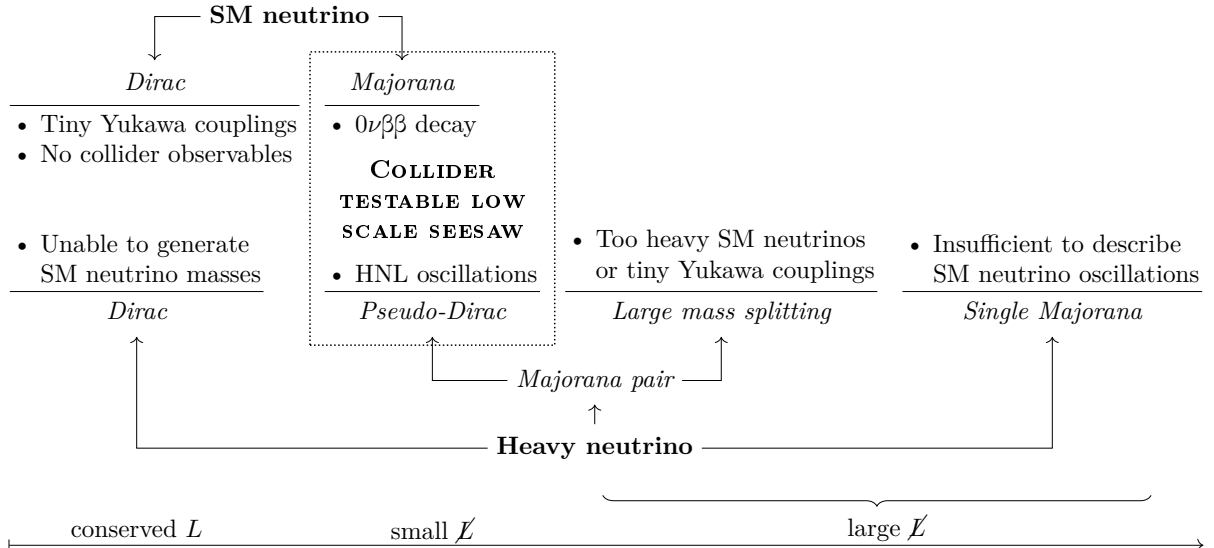 SM neutrino
Dirac
• Tiny Yukawa couplings
• No collider observables
Majorana
• 0νββ decay
COLLIDER
TESTABLE LOW
SCALE SEESAW
• Unable to generate
SM neutrino masses
Dirac
• HNL oscillations
Pseudo-Dirac
• Too heavy SM neutrinos
or tiny Yukawa couplings
Large mass splitting
• Insufficient to describe
SM neutrino oscillations
Single Majorana
Majorana pair
Heavy neutrino
conserved L
small L̸
large L̸